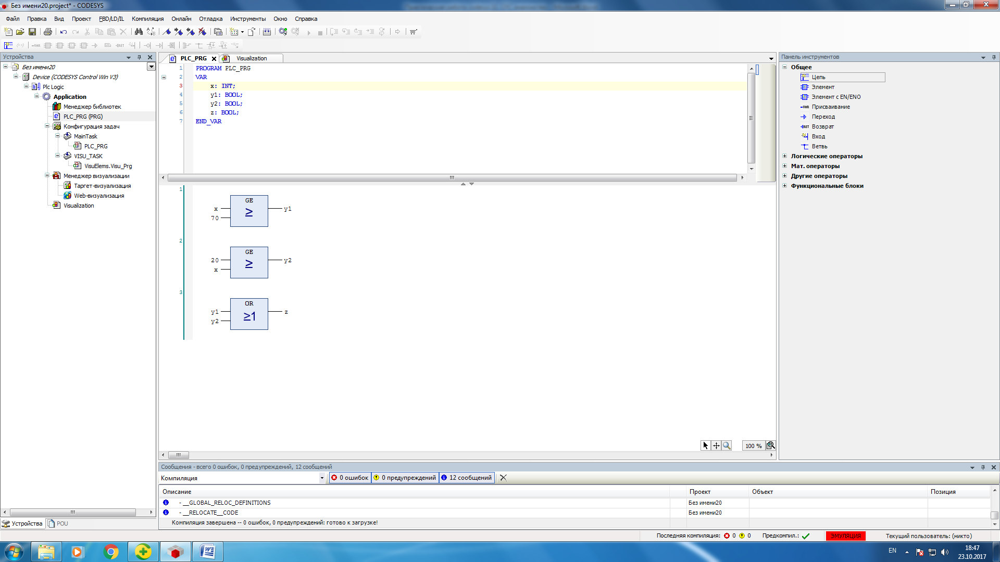 Без имени20.project* - CODESYS
Файл Правка Вид Проект FBD/LD/IL Компиляция Онлайн Отладка Инструменты Окно Справка
Устройства
Без имени20
Device (CODESYS Control Win V3)
Plc Logic
Application
Менеджер библиотек
PLC_PRG (PRG)
Конфигурация задач
MainTask
PLC_PRG
VISU_TASK
VisuElems.Visu_Prg
Менеджер визуализации
Таргет-визуализация
Web-визуализация
Visualization
Устройства POU
PLC_PRG Visualization
1 PROGRAM PLC_PRG
2 VAR
3 x: INT;
4 y1: BOOL;
5 y2: BOOL;
6 z: BOOL;
7 END_VAR
1
GE
≥
x
70
y1
2
GE
≥
20
x
y2
3
OR
≥1
y1
y2
z
100 %
Панель инструментов
Общее
Цепь
Элемент
Элемент с EN/ENO
Присваивание
Переход
Возврат
Вход
Ветвь
Логические операторы
Мат. операторы
Другие операторы
Функциональные блоки
Сообщения - всего 0 ошибок, 0 предупреждений, 12 сообщений
Компиляция 0 ошибок 0 предупреждений 12 сообщений
Описание Проект Объект Позиция
- __GLOBAL_RELOC_DEFINITIONS Без имени20
- __RELOCATE__CODE Без имени20
Компиляция завершена -- 0 ошибок, 0 предупреждений: готово к загрузке!
Последняя компиляция: 0 0 Предкомпил.: ЭМУЛЯЦИЯ Текущий пользователь: (никто)
EN
18:47
23.10.2017